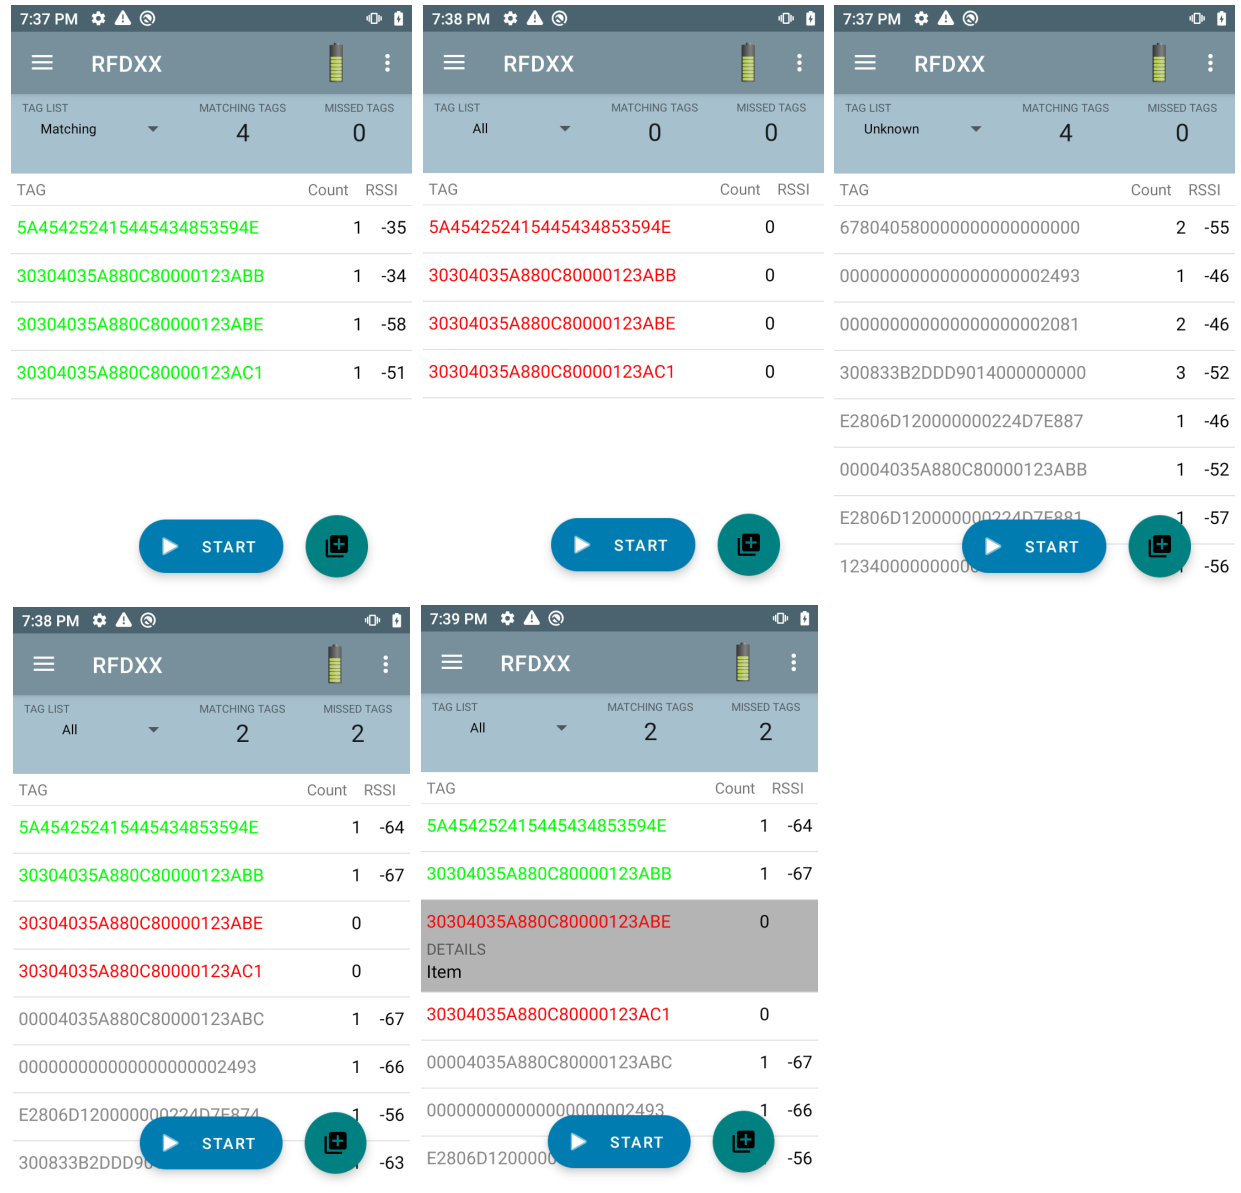 7:37 PM
RFDXX
TAG LIST MATCHING TAGS MISSED TAGS
Matching 4 0
TAG Count RSSI
5A454252415445434853594E 1 -35
30304035A880C80000123ABB 1 -34
30304035A880C80000123ABE 1 -58
30304035A880C80000123AC1 1 -51
START
7:38 PM
RFDXX
TAG LIST MATCHING TAGS MISSED TAGS
All 0 0
TAG Count RSSI
5A454252415445434853594E 0
30304035A880C80000123ABB 0
30304035A880C80000123ABE 0
30304035A880C80000123AC1 0
START
7:37 PM
RFDXX
TAG LIST MATCHING TAGS MISSED TAGS
Unknown 4 0
TAG Count RSSI
678040580000000000000000 2 -55
000000000000000000002493 1 -46
000000000000000000002081 2 -46
300833B2DDD9014000000000 3 -52
E2806D120000000224D7E887 1 -46
00004035A880C80000123ABB 1 -52
E2806D120000000224D7E881 1 -57
-56
START
7:38 PM
RFDXX
TAG LIST MATCHING TAGS MISSED TAGS
All 2 2
TAG Count RSSI
5A454252415445434853594E 1 -64
30304035A880C80000123ABB 1 -67
30304035A880C80000123ABE 0
30304035A880C80000123AC1 0
00004035A880C80000123ABC 1 -67
000000000000000000002493 1 -66
E2806D120000000224D7E874 1 -56
-63
START
7:39 PM
RFDXX
TAG LIST MATCHING TAGS MISSED TAGS
All 2 2
TAG Count RSSI
5A454252415445434853594E 1 -64
30304035A880C80000123ABB 1 -67
30304035A880C80000123ABE 0
DETAILS
Item
30304035A880C80000123AC1 0
00004035A880C80000123ABC 1 -67
000000000000000000002493 1 -66
-56
START